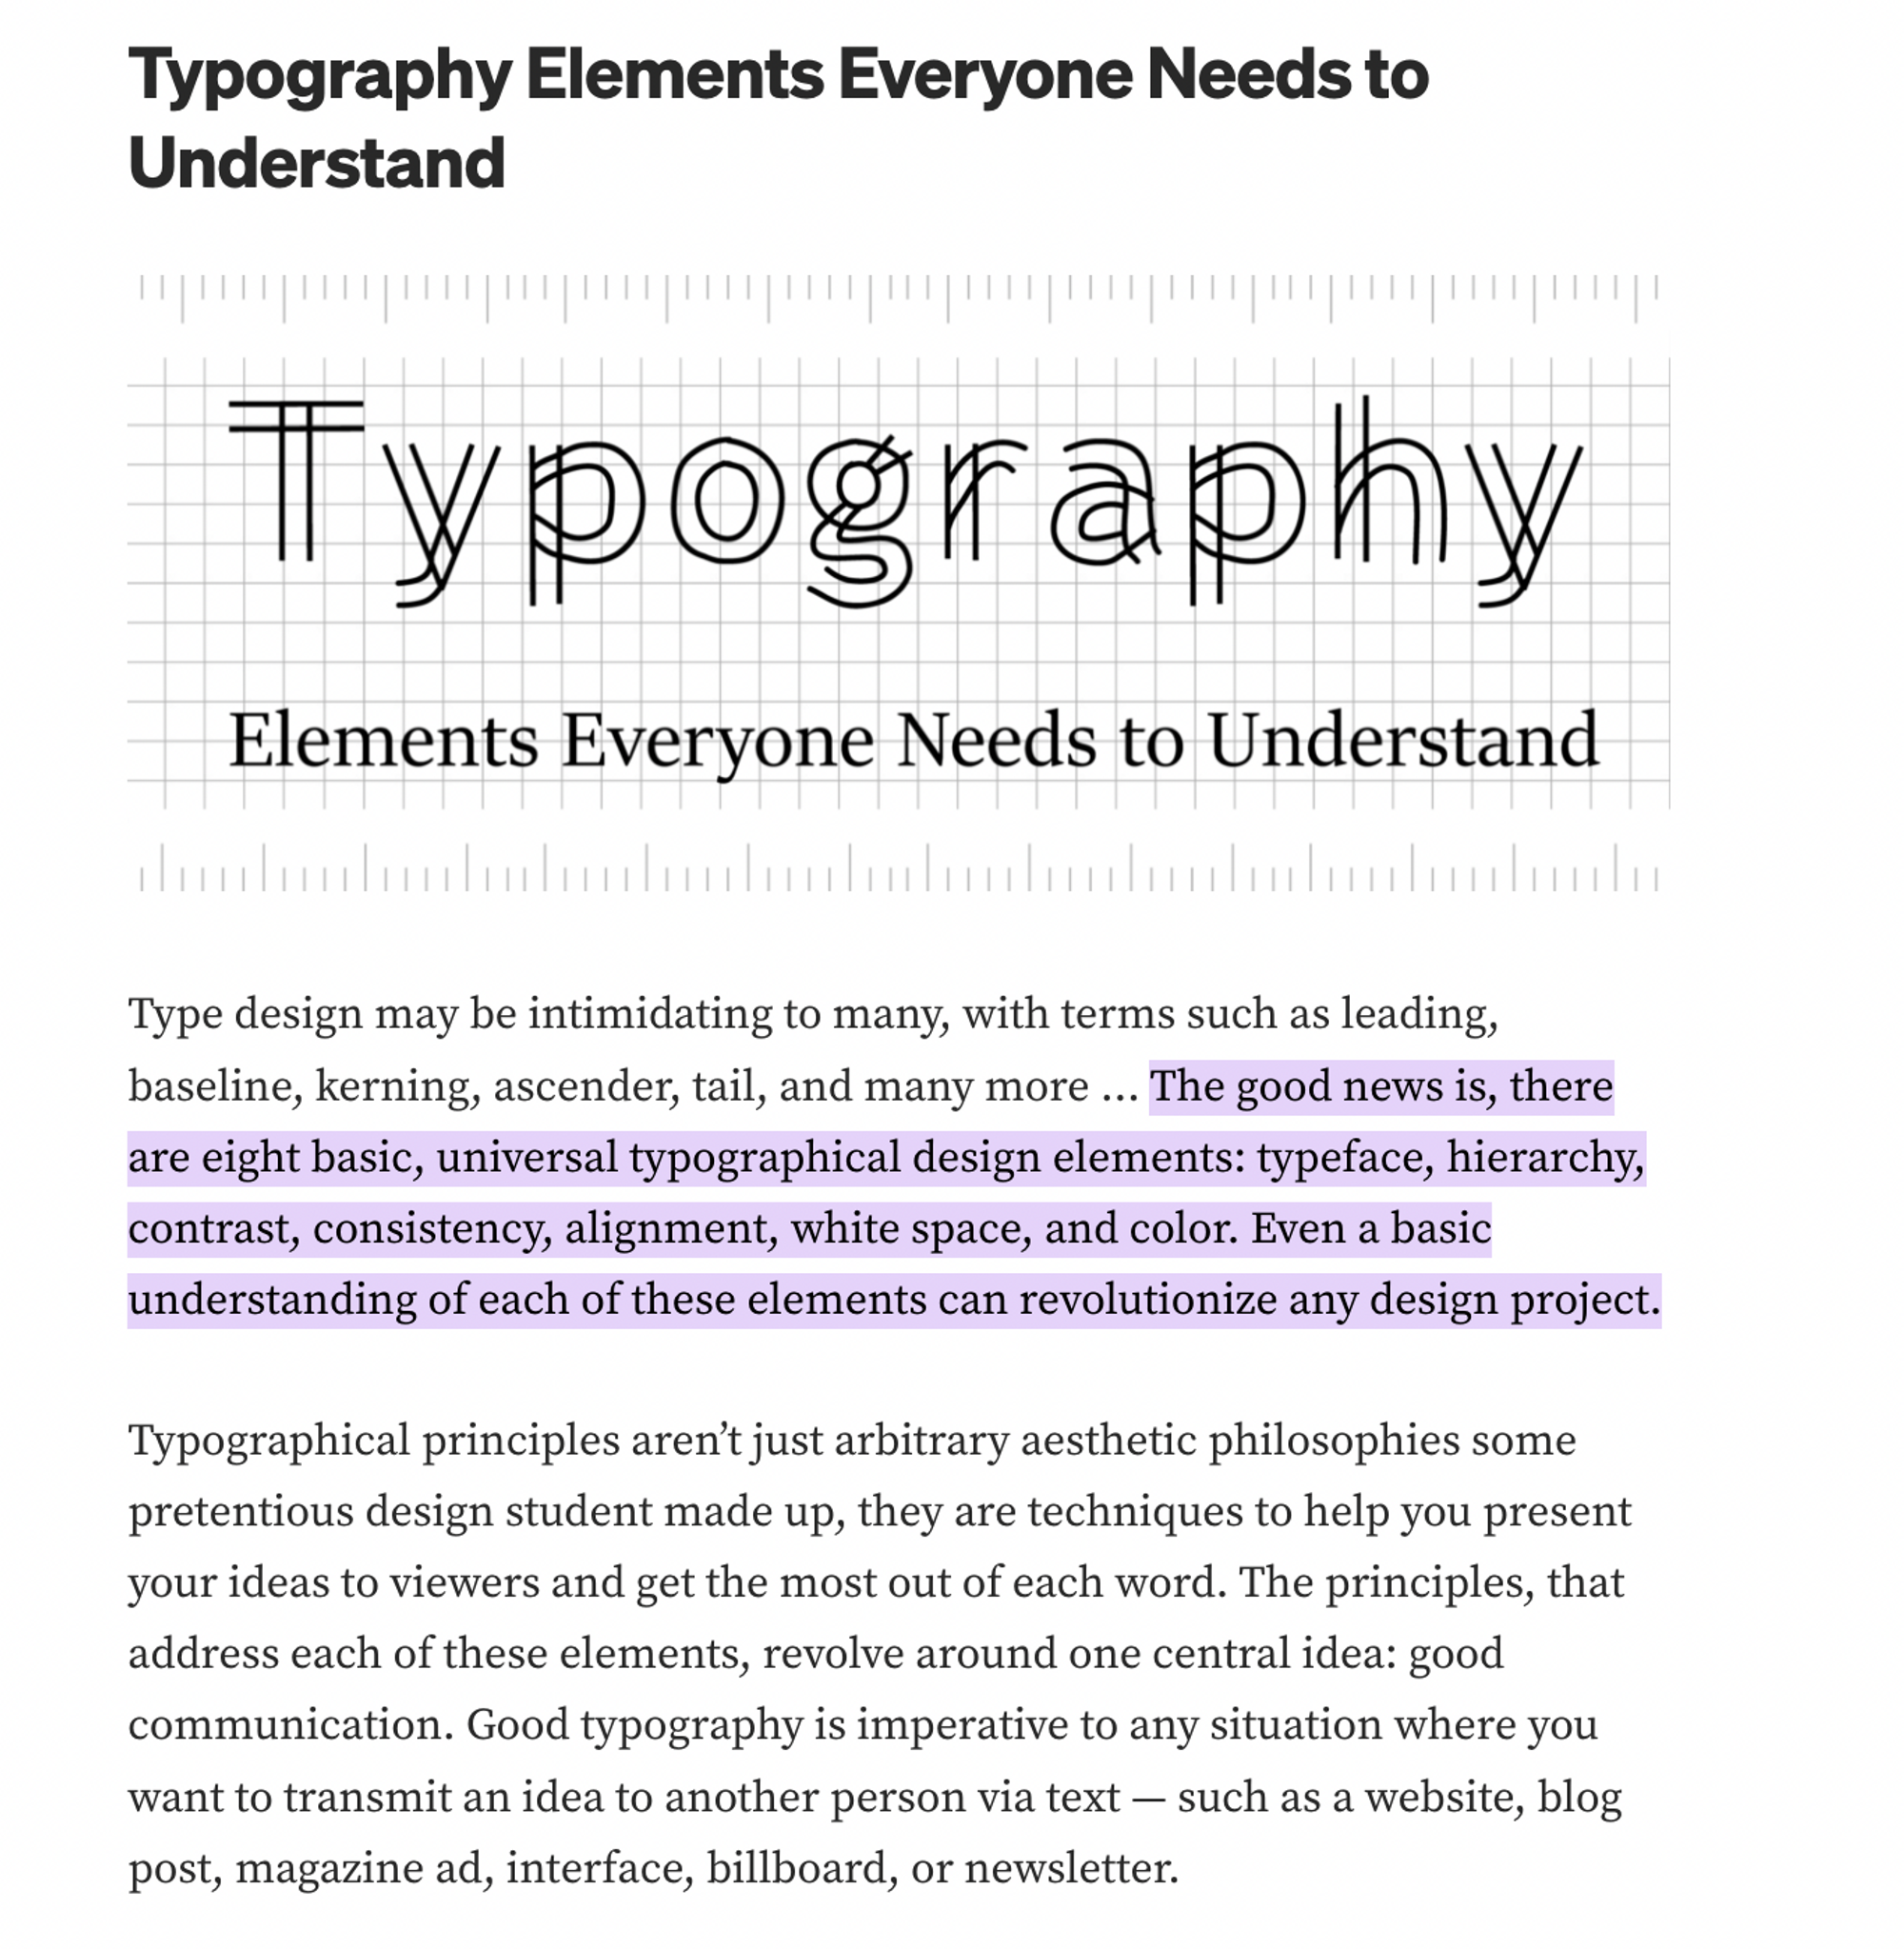 Typography Elements Everyone Needs to
Understand
Typography
Elements Everyone Needs to Understand
Type design may be intimidating to many, with terms such as leading,
baseline, kerning, ascender, tail, and many more … The good news is, there
are eight basic, universal typographical design elements: typeface, hierarchy,
contrast, consistency, alignment, white space, and color. Even a basic
understanding of each of these elements can revolutionize any design project.
Typographical principles aren’t just arbitrary aesthetic philosophies some
pretentious design student made up, they are techniques to help you present
your ideas to viewers and get the most out of each word. The principles, that
address each of these elements, revolve around one central idea: good
communication. Good typography is imperative to any situation where you
want to transmit an idea to another person via text — such as a website, blog
post, magazine ad, interface, billboard, or newsletter.